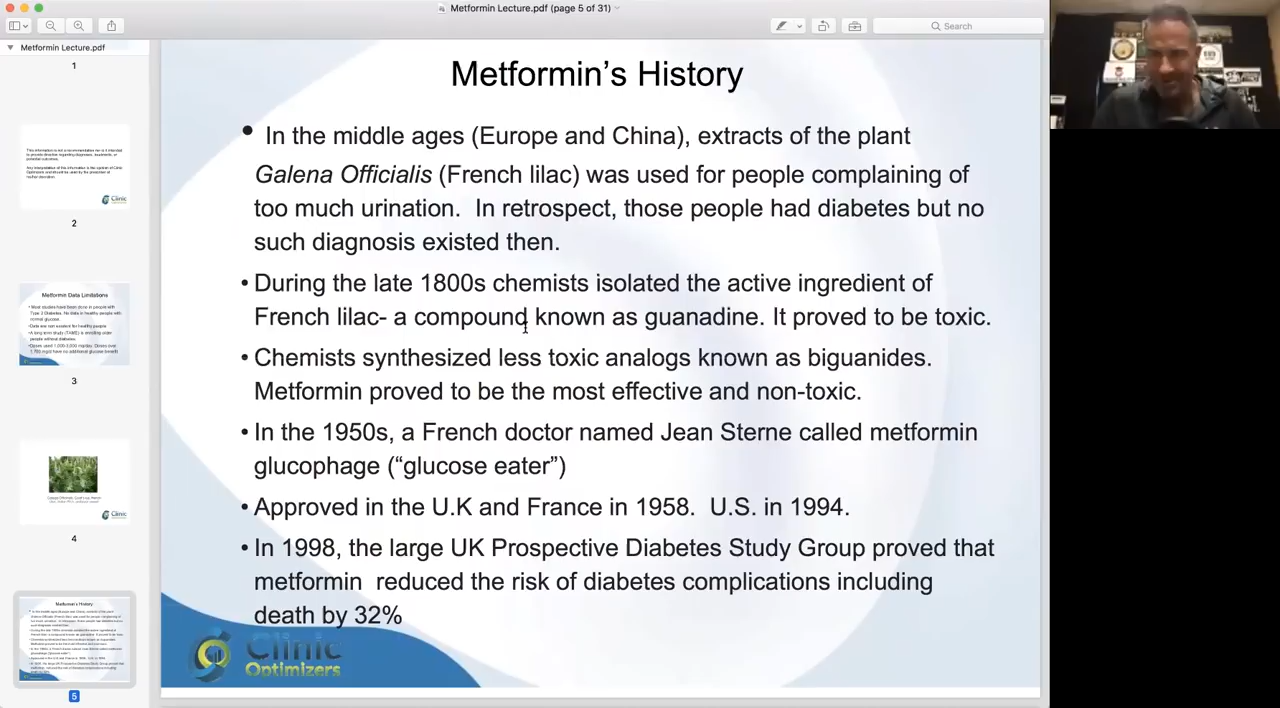 Metformin Lecture.pdf (page 5 of 31)
Search
Metformin Lecture.pdf
1
2
Metformin Data Limitations
3
4
Metformin's History
5
Metformin's History
• In the middle ages (Europe and China), extracts of the plant
Galena Officialis (French lilac) was used for people complaining of
too much urination. In retrospect, those people had diabetes but no
such diagnosis existed then.
• During the late 1800s chemists isolated the active ingredient of
French lilac- a compound known as guanadine. It proved to be toxic.
• Chemists synthesized less toxic analogs known as biguanides.
Metformin proved to be the most effective and non-toxic.
• In the 1950s, a French doctor named Jean Sterne called metformin
glucophage (“glucose eater”)
• Approved in the U.K and France in 1958. U.S. in 1994.
• In 1998, the large UK Prospective Diabetes Study Group proved that
metformin reduced the risk of diabetes complications including
death by 32%
Clinic
Optimizers